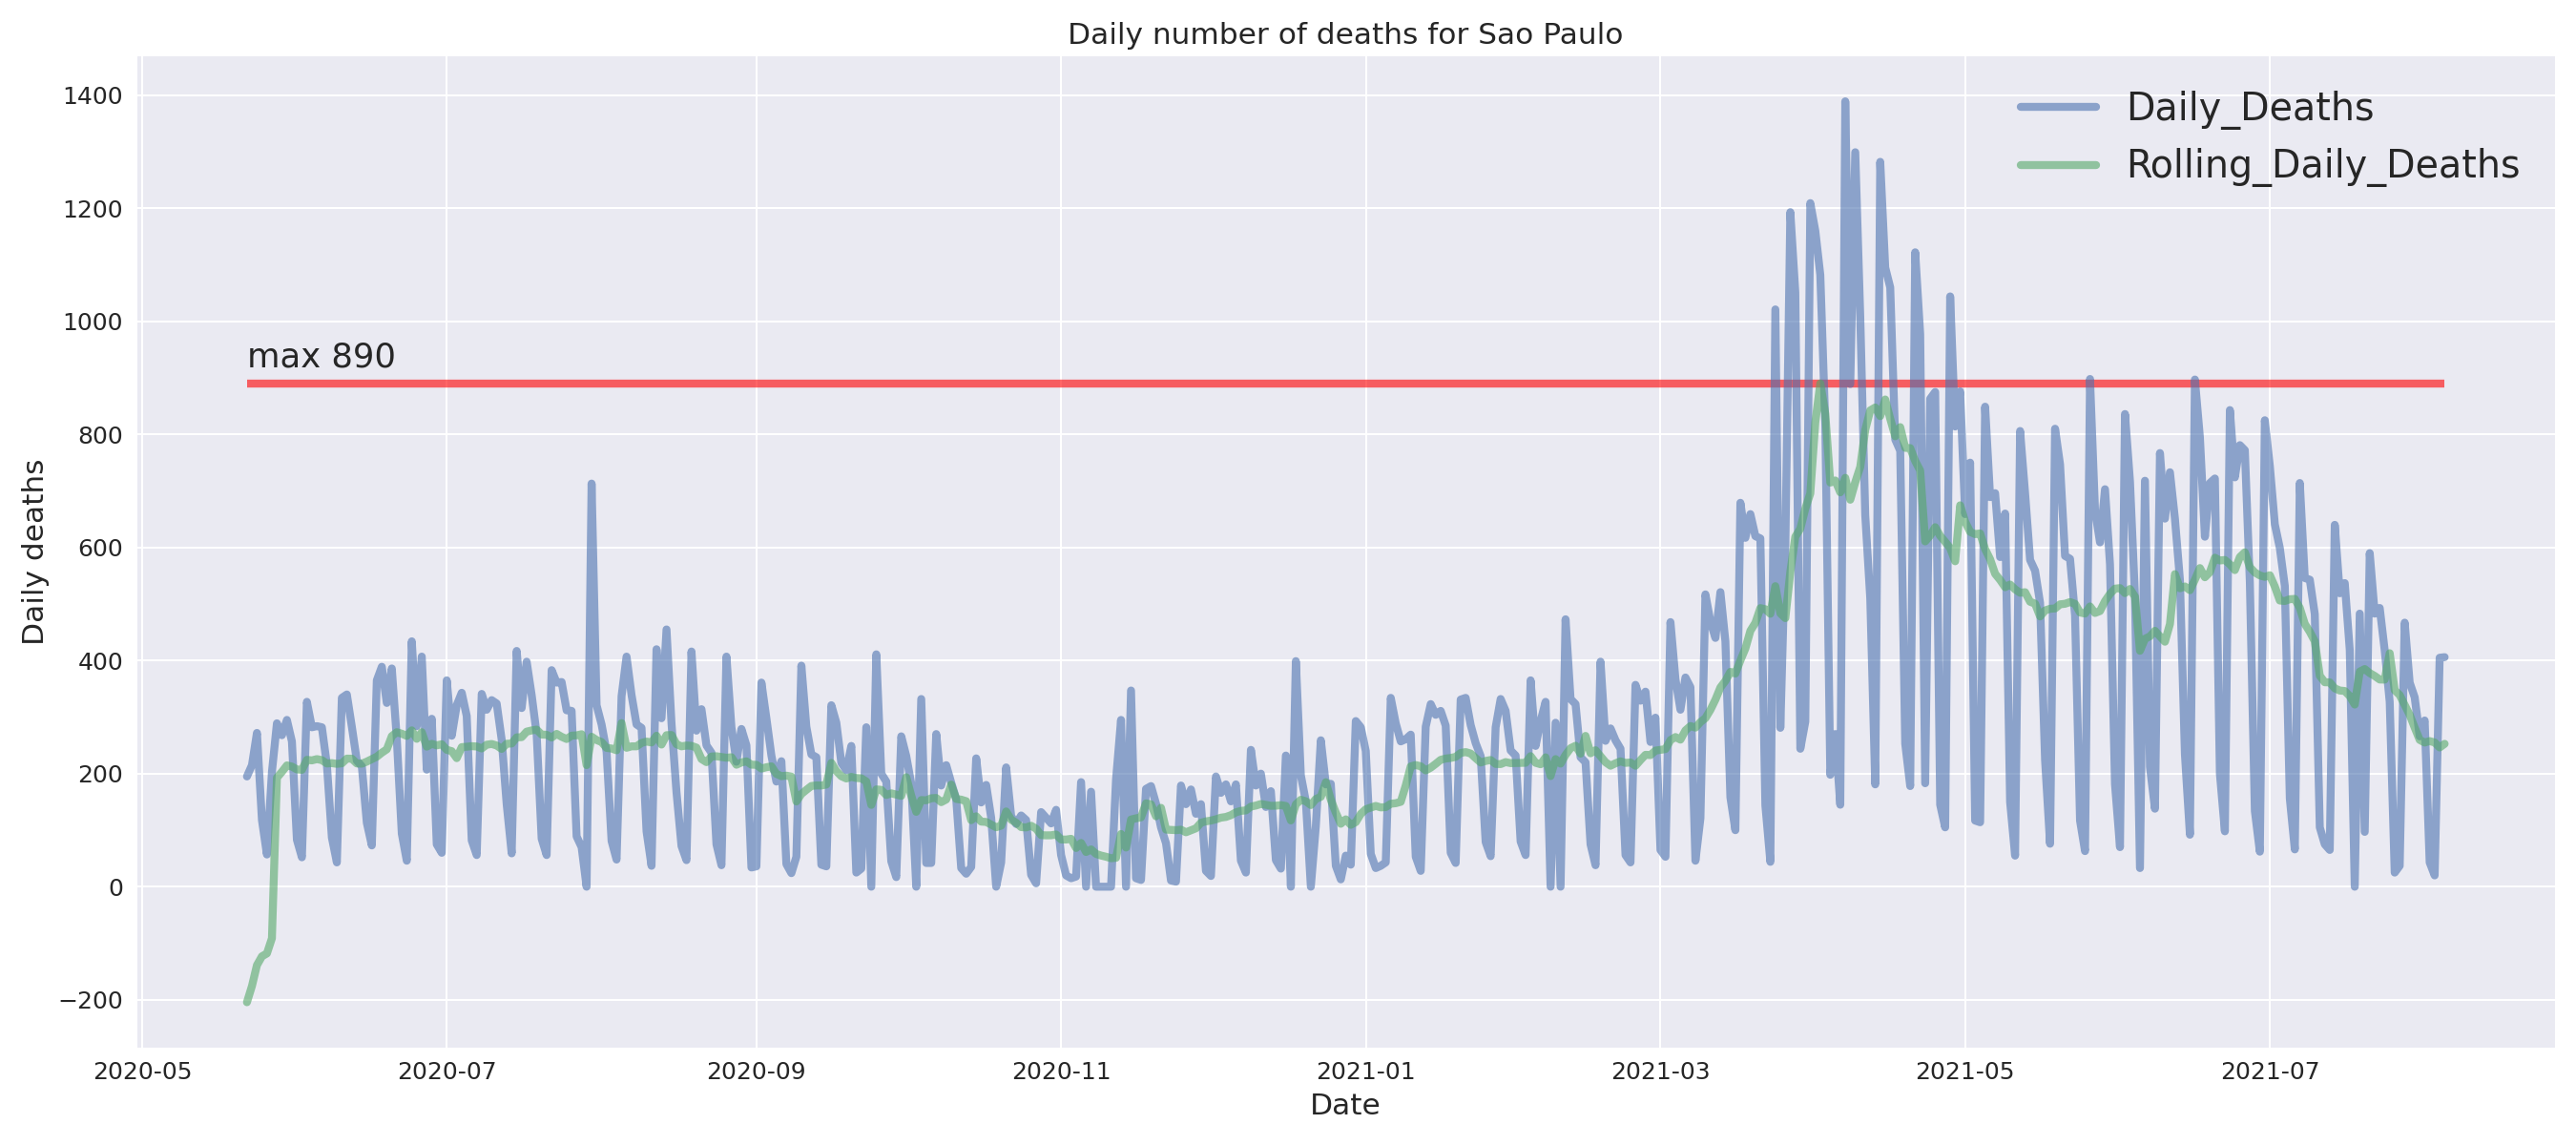 Daily number of deaths for Sao Paulo
1400
1200
1000
800
600
400
200
0
−200
Daily deaths
max 890
Daily_Deaths
Rolling_Daily_Deaths
2020-05 2020-07 2020-09 2020-11 2021-01 2021-03 2021-05 2021-07
Date